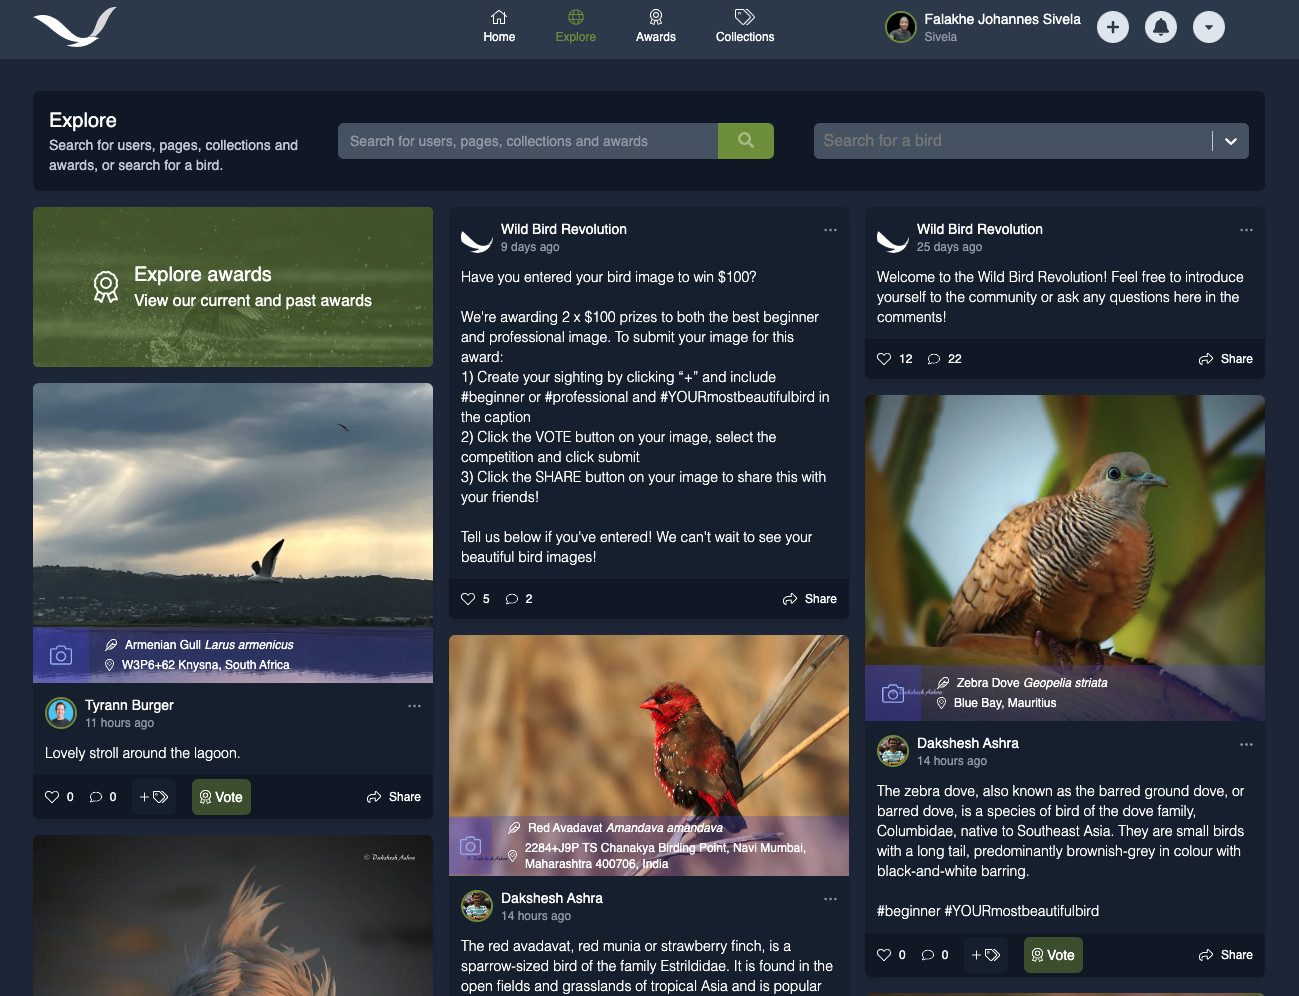 Home
Explore
Awards
Collections
Falakhe Johannes Sivela
Sivela
Explore
Search for users, pages, collections and
awards, or search for a bird.
Search for users, pages, collections and awards
Search for a bird
Explore awards
View our current and past awards
Armenian Gull Larus armenicus
W3P6+62 Knysna, South Africa
Tyrann Burger
11 hours ago
Lovely stroll around the lagoon.
0
0
+
Vote
Share
© Dakshesh Ashra
Wild Bird Revolution
9 days ago
Have you entered your bird image to win $100?
We're awarding 2 x $100 prizes to both the best beginner
and professional image. To submit your image for this
award:
1) Create your sighting by clicking “+” and include
#beginner or #professional and #YOURmostbeautifulbird in
the caption
2) Click the VOTE button on your image, select the
competition and click submit
3) Click the SHARE button on your image to share this with
your friends!
Tell us below if you've entered! We can't wait to see your
beautiful bird images!
5
2
Share
Red Avadavat Amandava amandava
2284+J9P TS Chanakya Birding Point, Navi Mumbai,
Maharashtra 400706, India
© Dakshesh Ashra
Dakshesh Ashra
14 hours ago
The red avadavat, red munia or strawberry finch, is a
sparrow-sized bird of the family Estrildidae. It is found in the
open fields and grasslands of tropical Asia and is popular
Wild Bird Revolution
25 days ago
Welcome to the Wild Bird Revolution! Feel free to introduce
yourself to the community or ask any questions here in the
comments!
12
22
Share
Zebra Dove Geopelia striata
Blue Bay, Mauritius
Dakshesh Ashra
Dakshesh Ashra
14 hours ago
The zebra dove, also known as the barred ground dove, or
barred dove, is a species of bird of the dove family,
Columbidae, native to Southeast Asia. They are small birds
with a long tail, predominantly brownish-grey in colour with
black-and-white barring.
#beginner #YOURmostbeautifulbird
0
0
+
Vote
Share